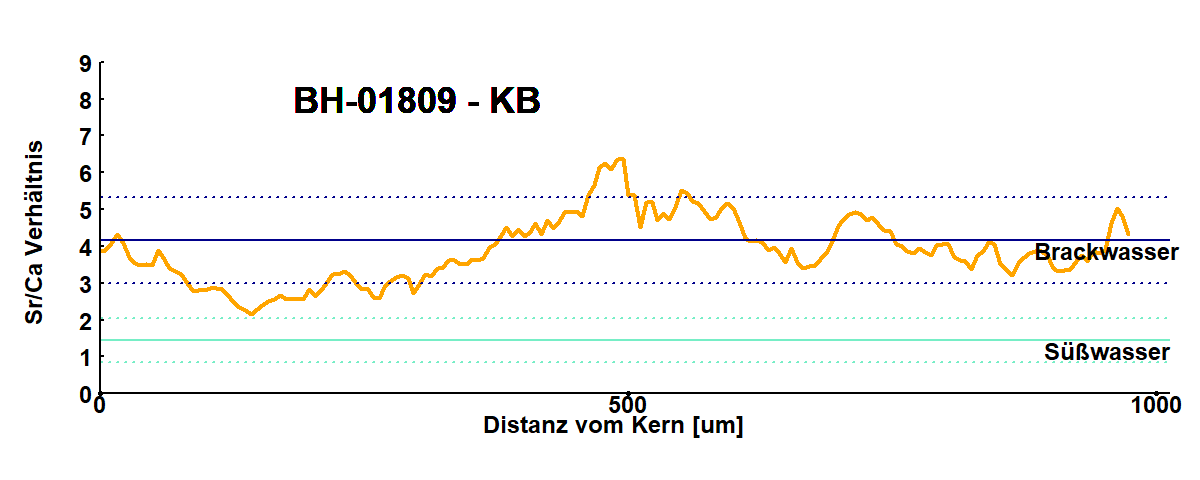 BH-01809 - KB
Sr/Ca Verhältnis
9
8
7
6
5
4
3
2
1
0
Brackwasser
Süßwasser
0 500 1000
Distanz vom Kern [um]